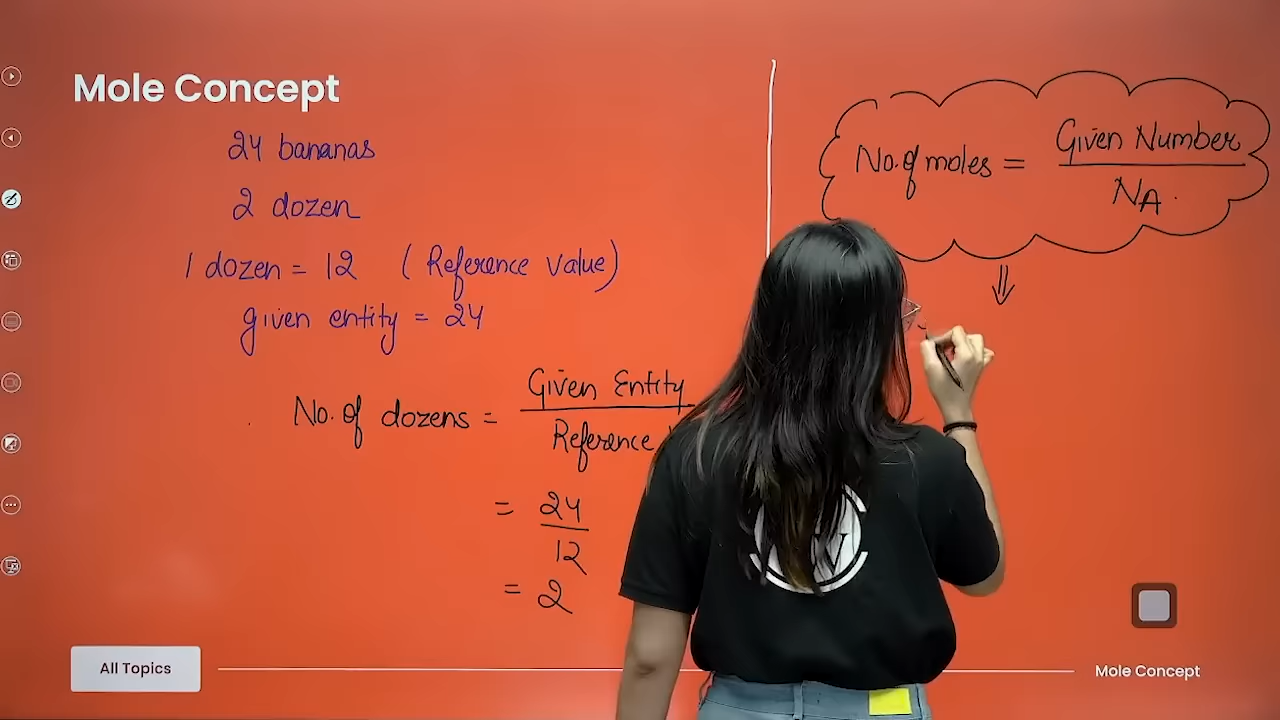 Mole Concept
24 bananas
2 dozen
1 dozen = 12 (Reference value)
given entity = 24
No. of dozens = Given Entity / Reference
= 24 / 12
= 2
No. of moles = Given Number / NA
All Topics
Mole Concept